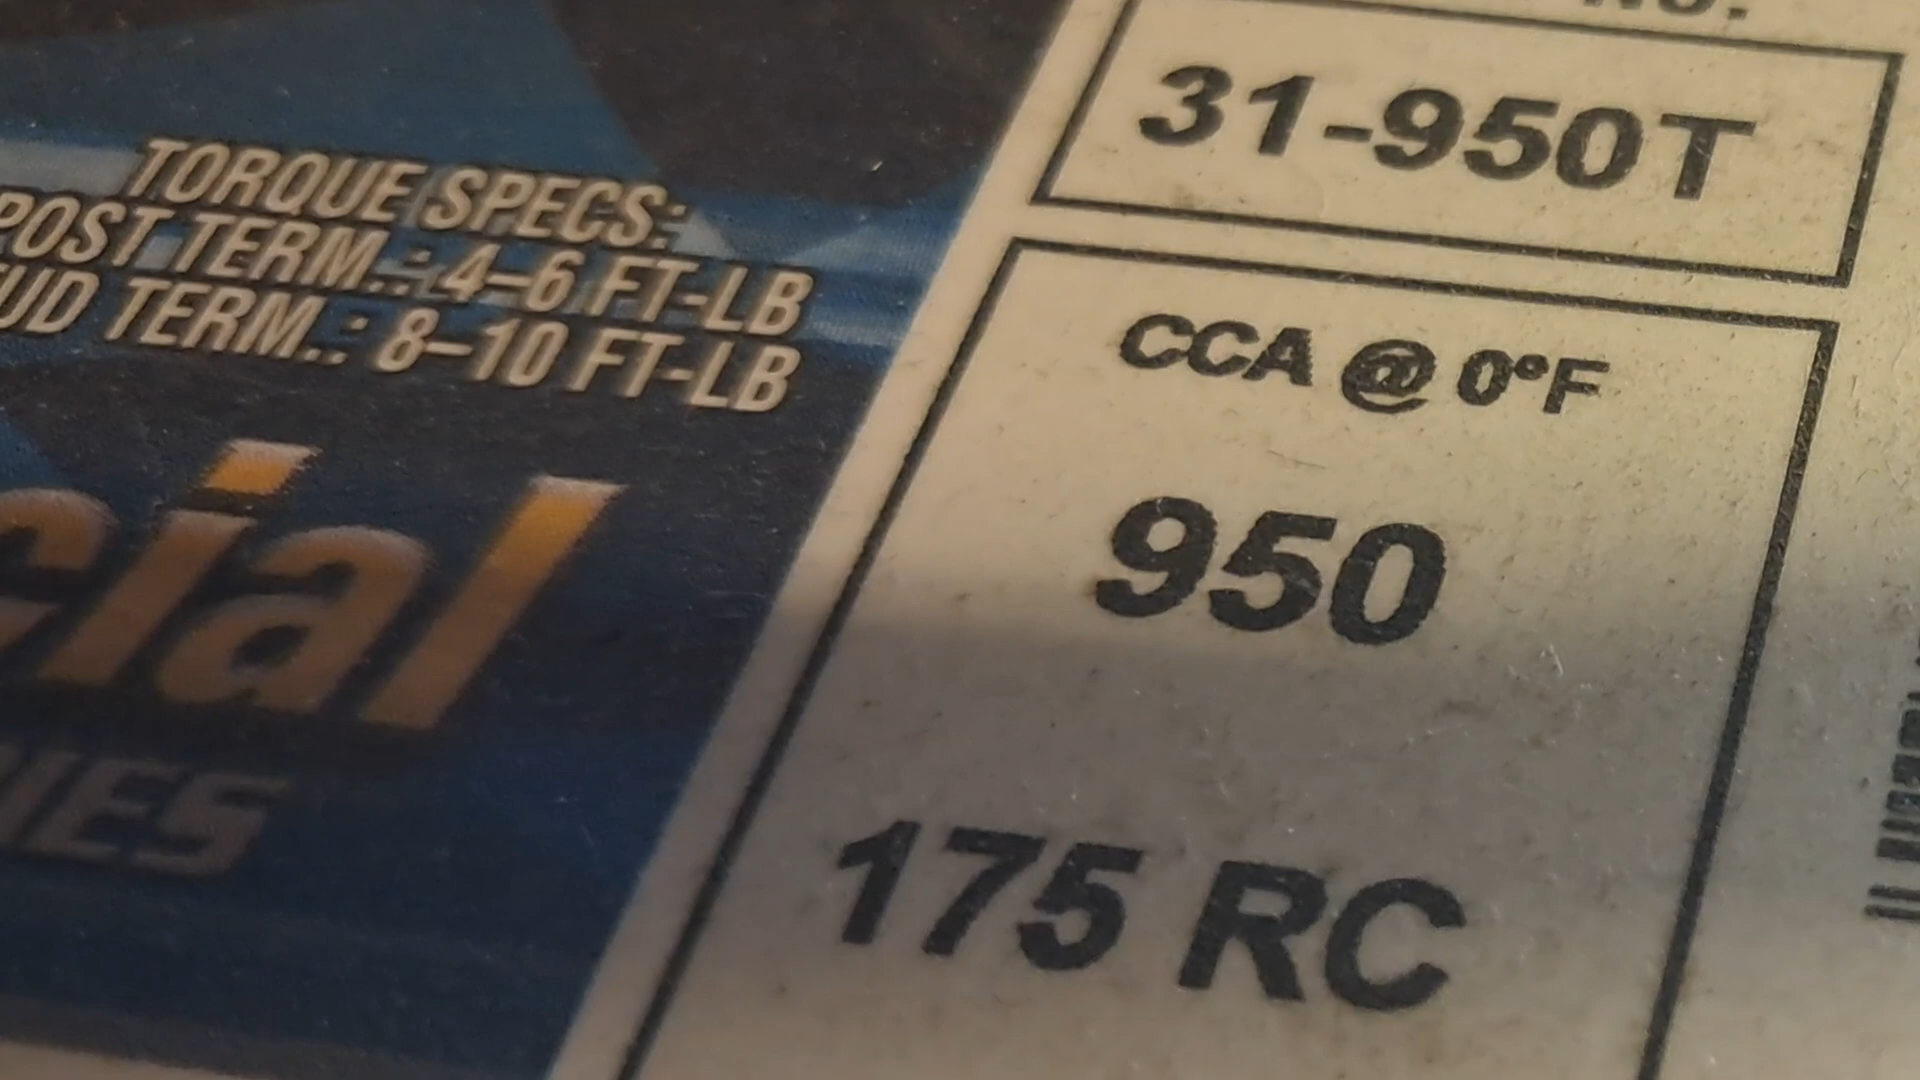 NO.
31-950T
TORQUE SPECS:
POST TERM.: 4–6 FT-LB
UD TERM.: 8–10 FT-LB
CCA @ 0°F
950
cial
IES
175 RC